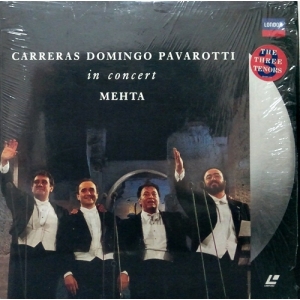 CARRERAS DOMINGO PAVAROTTI
in concert
MEHTA
LONDON
THE
THREE
TENORS